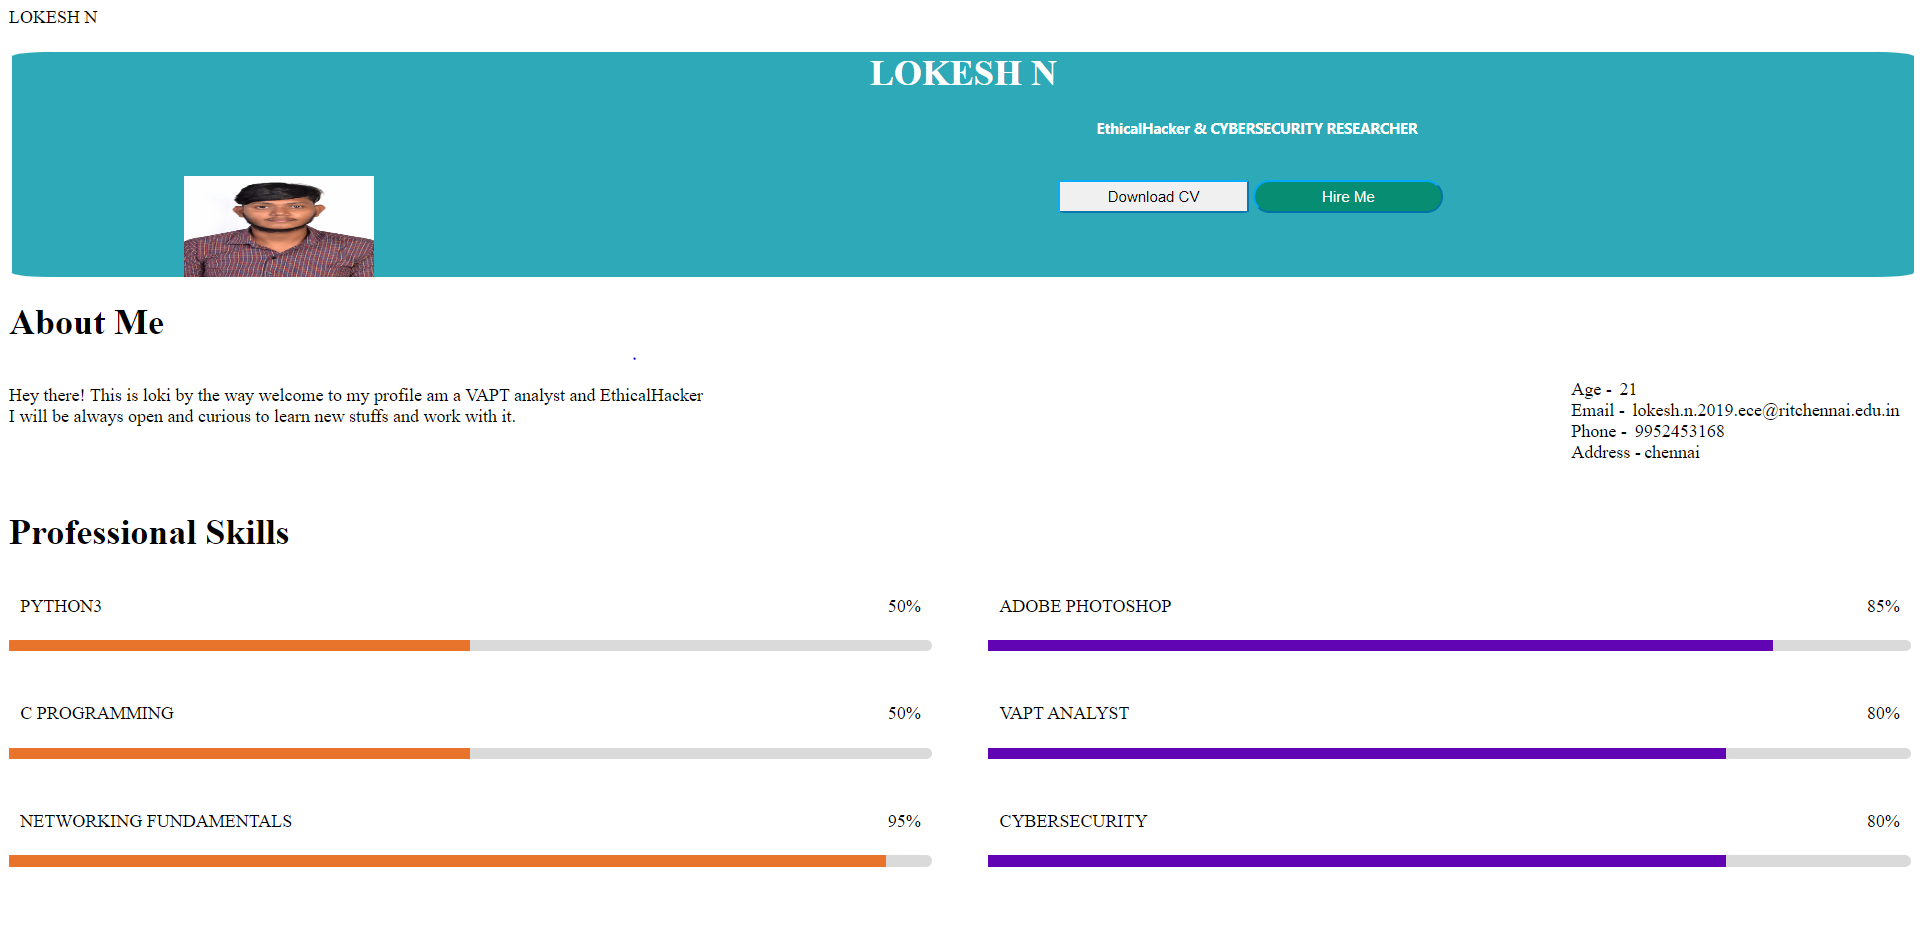 LOKESH N
LOKESH N
EthicalHacker & CYBERSECURITY RESEARCHER
Download CV
Hire Me
About Me
.
Hey there! This is loki by the way welcome to my profile am a VAPT analyst and EthicalHacker
I will be always open and curious to learn new stuffs and work with it.
Age - 21
Email - lokesh.n.2019.ece@ritchennai.edu.in
Phone - 9952453168
Address - chennai
Professional Skills
PYTHON3 50%
ADOBE PHOTOSHOP 85%
C PROGRAMMING 50%
VAPT ANALYST 80%
NETWORKING FUNDAMENTALS 95%
CYBERSECURITY 80%